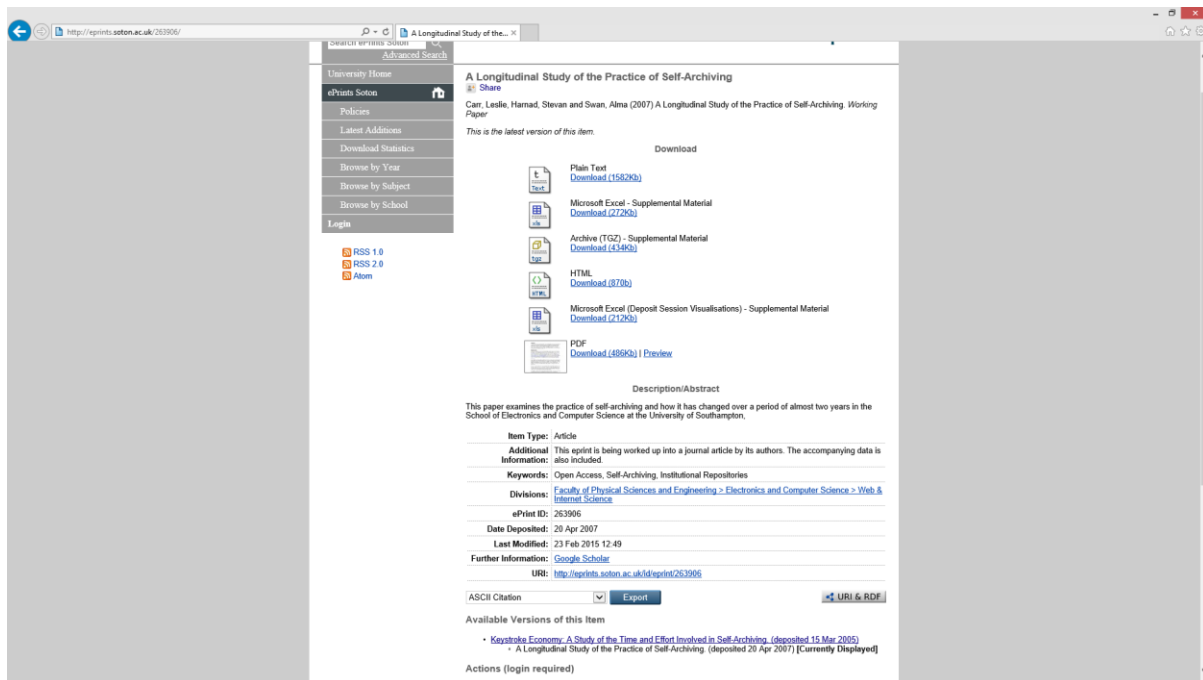 http://eprints.soton.ac.uk/263906/
A Longitudinal Study of the...
Search ePrints Soton
Advanced Search
University Home
ePrints Soton
Policies
Latest Additions
Download Statistics
Browse by Year
Browse by Subject
Browse by School
Login
RSS 1.0
RSS 2.0
Atom
A Longitudinal Study of the Practice of Self-Archiving
Share
Carr, Leslie, Harnad, Stevan and Swan, Alma (2007) A Longitudinal Study of the Practice of Self-Archiving. Working
Paper
This is the latest version of this item.
Download
Text
Plain Text
Download (1582Kb)
xls
Microsoft Excel - Supplemental Material
Download (272Kb)
tgz
Archive (TGZ) - Supplemental Material
Download (434Kb)
HTML
HTML
Download (870b)
xls
Microsoft Excel (Deposit Session Visualisations) - Supplemental Material
Download (212Kb)
PDF
Download (486Kb) | Preview
Description/Abstract
This paper examines the practice of self-archiving and how it has changed over a period of almost two years in the
School of Electronics and Computer Science at the University of Southampton,
Item Type: Article
Additional This eprint is being worked up into a journal article by its authors. The accompanying data is
Information: also included.
Keywords: Open Access, Self-Archiving, Institutional Repositories
Divisions: Faculty of Physical Sciences and Engineering > Electronics and Computer Science > Web &
Internet Science
ePrint ID: 263906
Date Deposited: 20 Apr 2007
Last Modified: 23 Feb 2015 12:49
Further Information: Google Scholar
URI: http://eprints.soton.ac.uk/id/eprint/263906
ASCII Citation Export URI & RDF
Available Versions of this Item
Keystroke Economy: A Study of the Time and Effort Involved in Self-Archiving. (deposited 15 Mar 2005)
A Longitudinal Study of the Practice of Self-Archiving. (deposited 20 Apr 2007) [Currently Displayed]
Actions (login required)